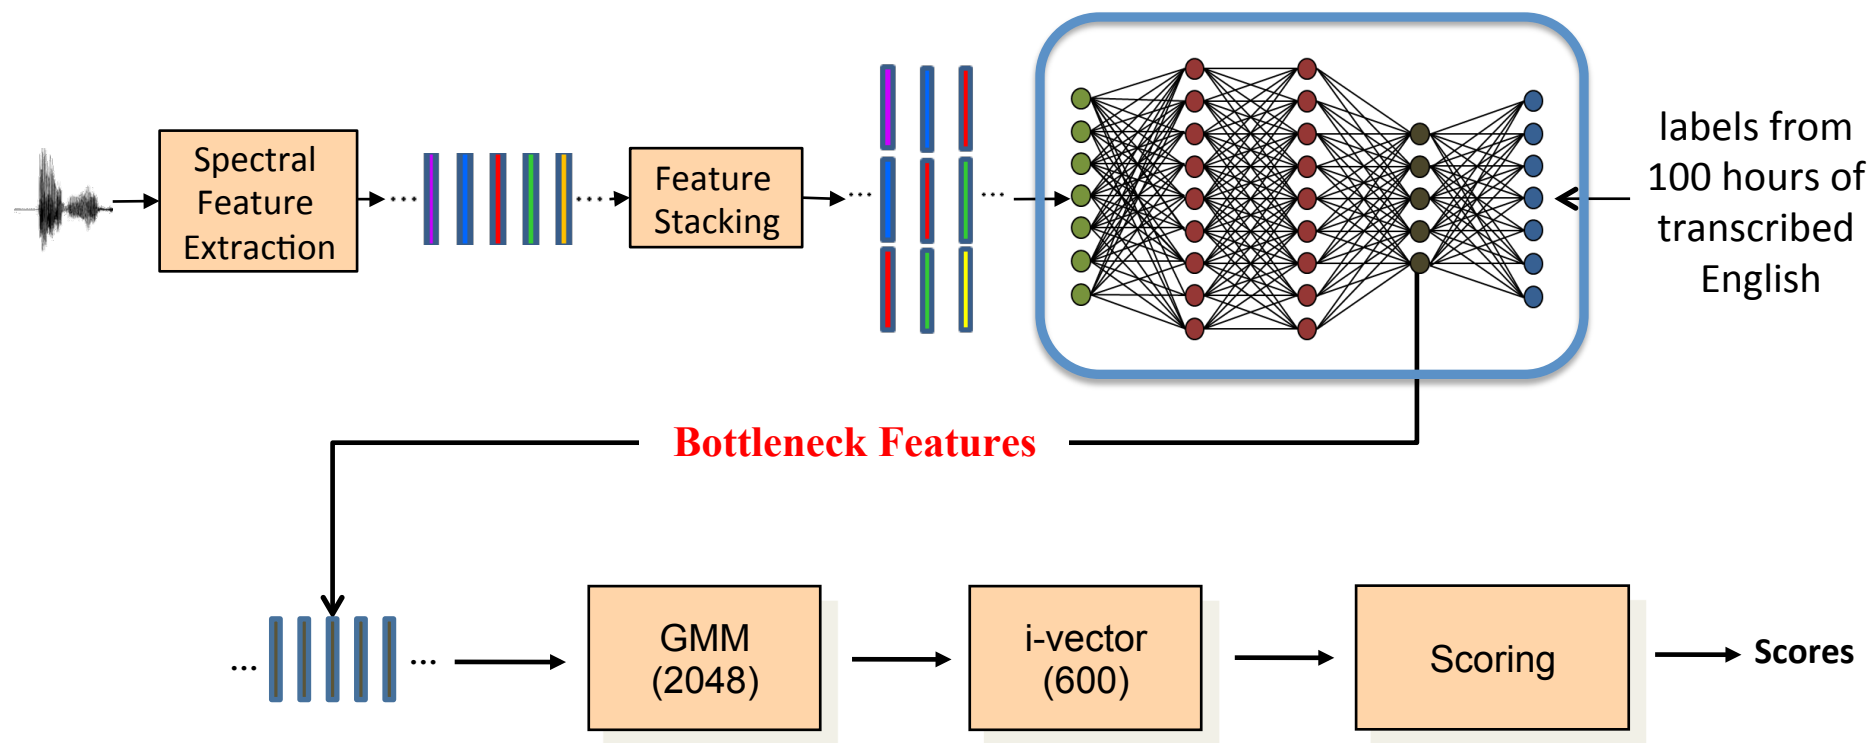 Spectral
Feature
Extraction
Feature
Stacking
labels from
100 hours of
transcribed
English
Bottleneck Features
GMM
(2048)
i-vector
(600)
Scoring
Scores